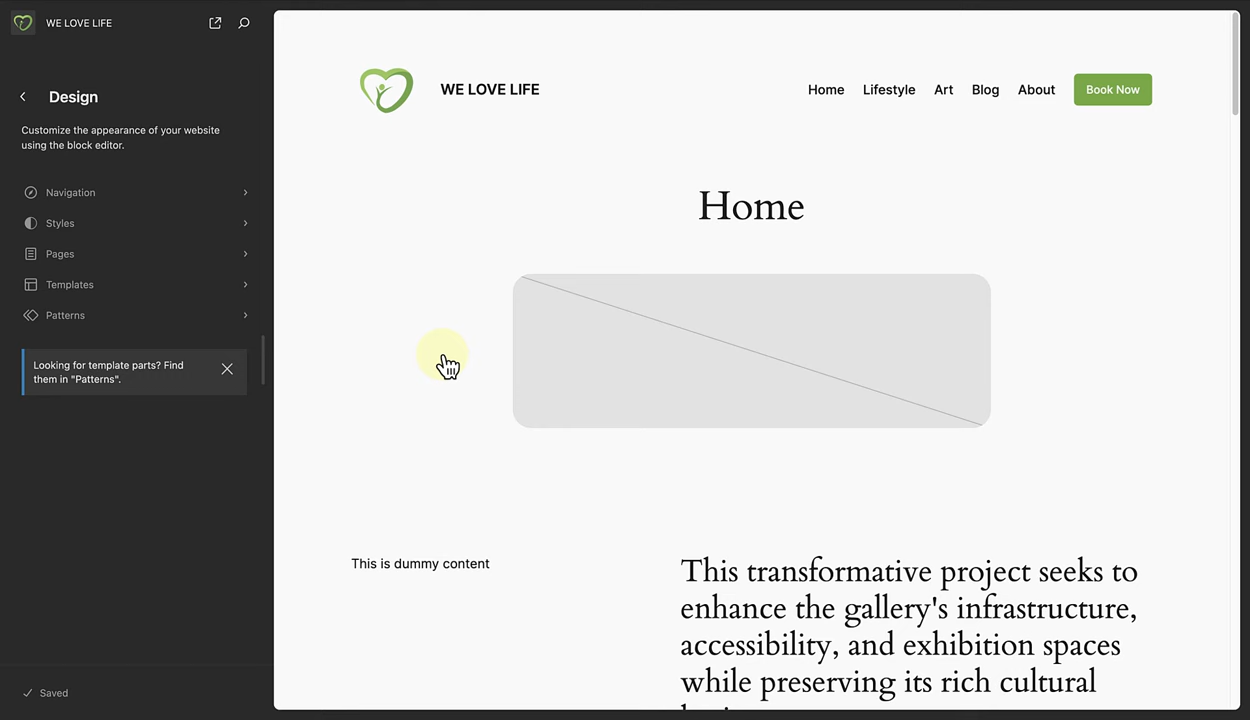 WE LOVE LIFE
Design
Customize the appearance of your website
using the block editor.
Navigation
Styles
Pages
Templates
Patterns
Looking for template parts? Find
them in "Patterns".
Saved
WE LOVE LIFE
Home Lifestyle Art Blog About Book Now
Home
This is dummy content
This transformative project seeks to
enhance the gallery's infrastructure,
accessibility, and exhibition spaces
while preserving its rich cultural